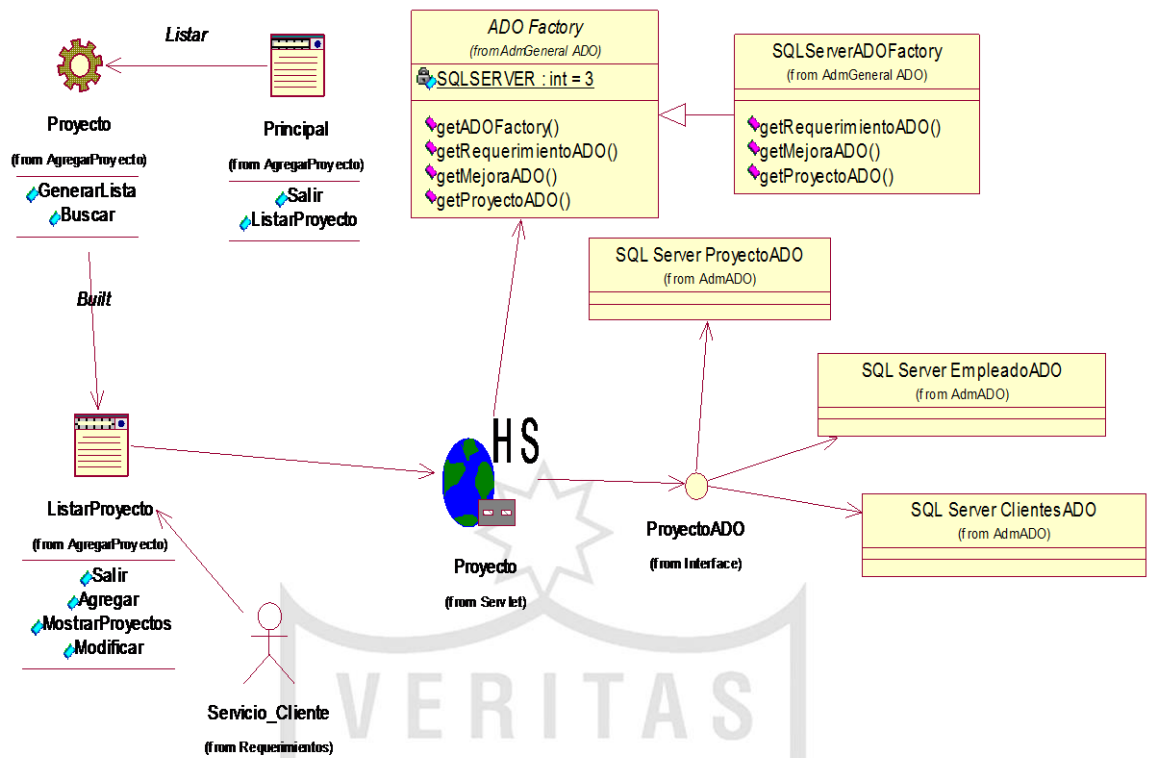 Listar
Proyecto
(from AgregarProyecto)
GenerarLista
Buscar
Principal
(from AgregarProyecto)
Salir
ListarProyecto
ADO Factory
(from AdmGeneral ADO)
SQLSERVER : int = 3
getADOFactory()
getRequerimientoADO()
getMejoraADO()
getProyectoADO()
SQLServerADOFactory
(from AdmGeneral ADO)
getRequerimientoADO()
getMejoraADO()
getProyectoADO()
Built
SQL Server ProyectoADO
(from AdmADO)
SQL Server EmpleadoADO
(from AdmADO)
SQL Server ClientesADO
(from AdmADO)
ListarProyecto
(from AgregarProyecto)
Salir
Agregar
MostrarProyectos
Modificar
HS
Proyecto
(from Servlet)
ProyectoADO
(from Interface)
Servicio_Cliente
(from Requerimientos)
VERITAS